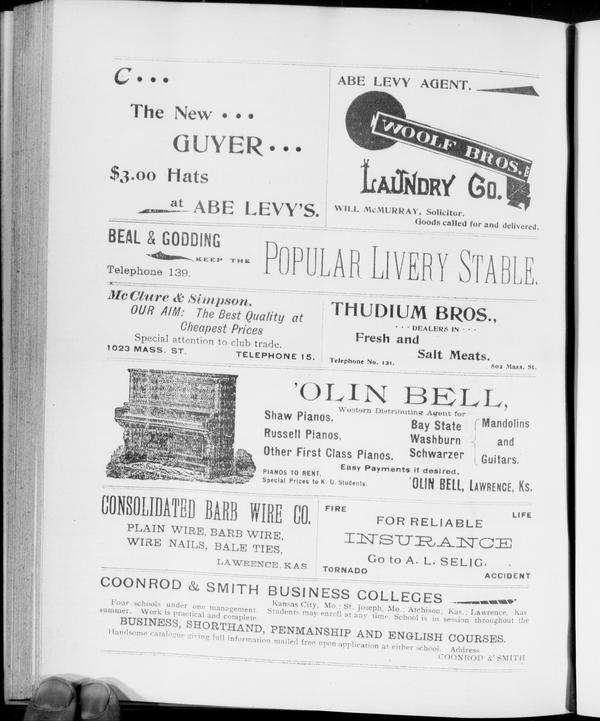 C • • •
The New • • •
GUYER • • •
$3.00 Hats
at ABE LEVY'S.
ABE LEVY AGENT.
WOOLF BROS.
LAUNDRY CO.
WILL McMURRAY, Solicitor.
Goods called for and delivered.
BEAL & GODDING
KEEP THE
Telephone 139.
POPULAR LIVERY STABLE.
McClure & Simpson.
OUR AIM: The Best Quality at
Cheapest Prices
Special attention to club trade.
1023 MASS. ST. TELEPHONE 15.
THUDIUM BROS.,
· · · DEALERS IN · · ·
Fresh and
Salt Meats.
Telephone No. 121. 802 Mass. St.
'OLIN BELL,
Western Distributing Agent for
Shaw Pianos,
Russell Pianos,
Other First Class Pianos.
Bay State
Washburn
Schwarzer
Mandolins
and
Guitars.
PIANOS TO RENT. Easy Payments if desired.
Special Prices to K. U. Students. 'OLIN BELL, LAWRENCE, KS.
CONSOLIDATED BARB WIRE CO.
PLAIN WIRE, BARB WIRE,
WIRE NAILS, BALE TIES,
LAWRENCE, KAS.
FIRE LIFE
FOR RELIABLE
INSURANCE
Go to A. L. SELIG.
TORNADO ACCIDENT
COONROD & SMITH BUSINESS COLLEGES
Four schools under one management. Kansas City, Mo.; St. Joseph, Mo.; Atchison, Kas.; Lawrence, Kas
summer. Work is practical and complete. Students may enroll at any time. School is in session throughout the
BUSINESS, SHORTHAND, PENMANSHIP AND ENGLISH COURSES.
Handsome catalogue giving full information mailed free upon application at either school. Address
COONROD & SMITH